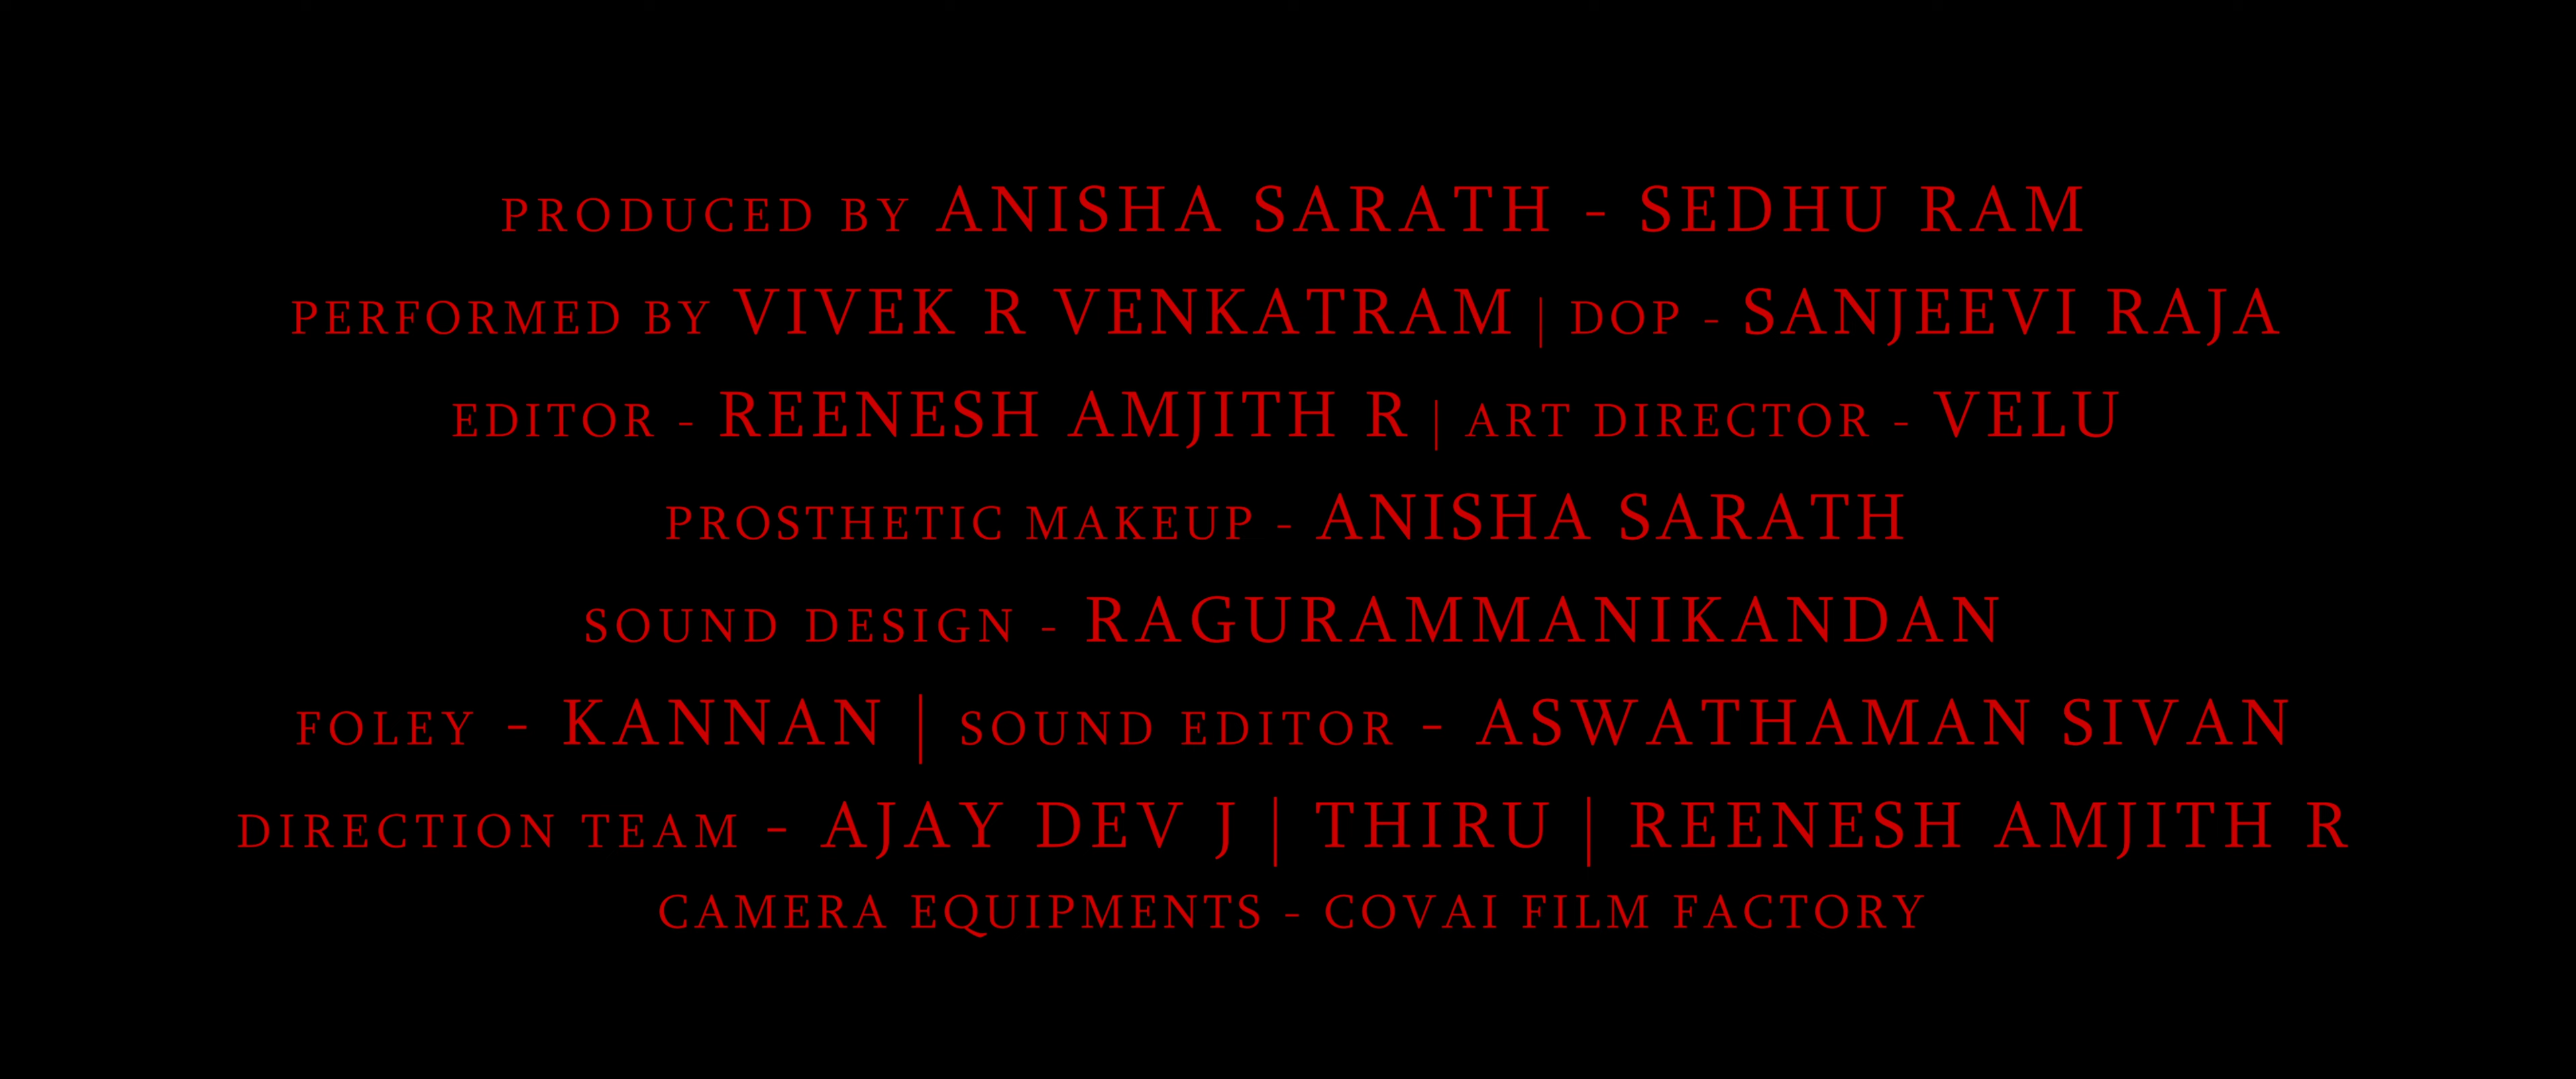 PRODUCED BY ANISHA SARATH - SEDHU RAM
PERFORMED BY VIVEK R VENKATRAM | DOP - SANJEEVI RAJA
EDITOR - REENESH AMJITH R | ART DIRECTOR - VELU
PROSTHETIC MAKEUP - ANISHA SARATH
SOUND DESIGN - RAGURAMMANIKANDAN
FOLEY - KANNAN | SOUND EDITOR - ASWATHAMAN SIVAN
DIRECTION TEAM - AJAY DEV J | THIRU | REENESH AMJITH R
CAMERA EQUIPMENTS - COVAI FILM FACTORY